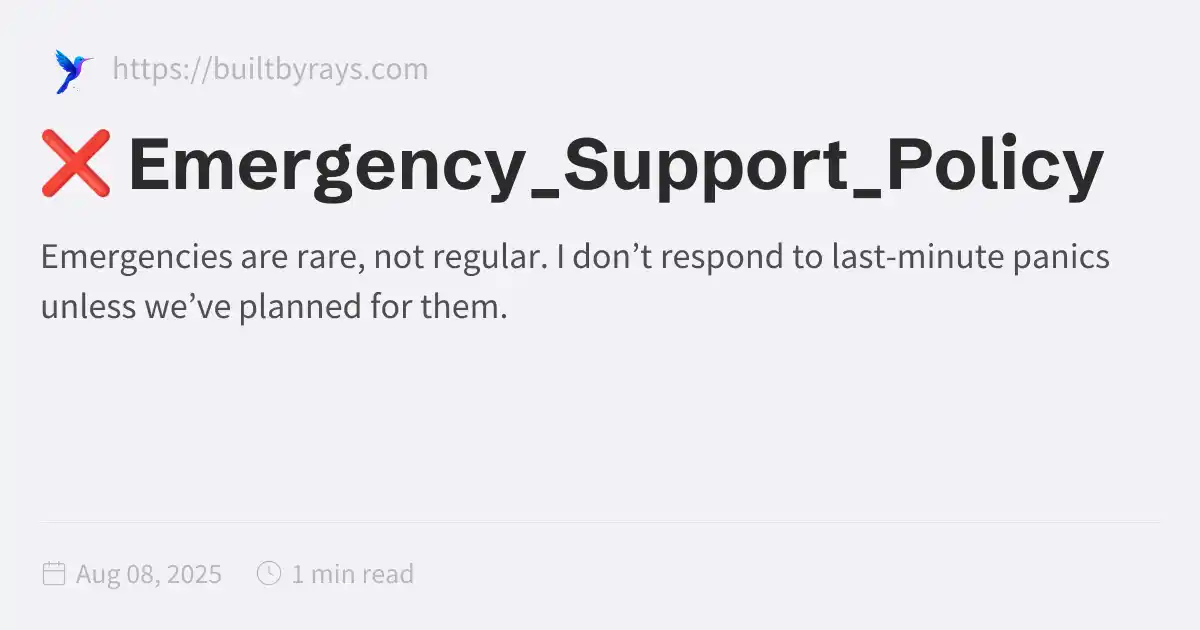 https://builtbyrays.com
❌ Emergency_Support_Policy
Emergencies are rare, not regular. I don’t respond to last-minute panics
unless we’ve planned for them.
Aug 08, 2025 1 min read